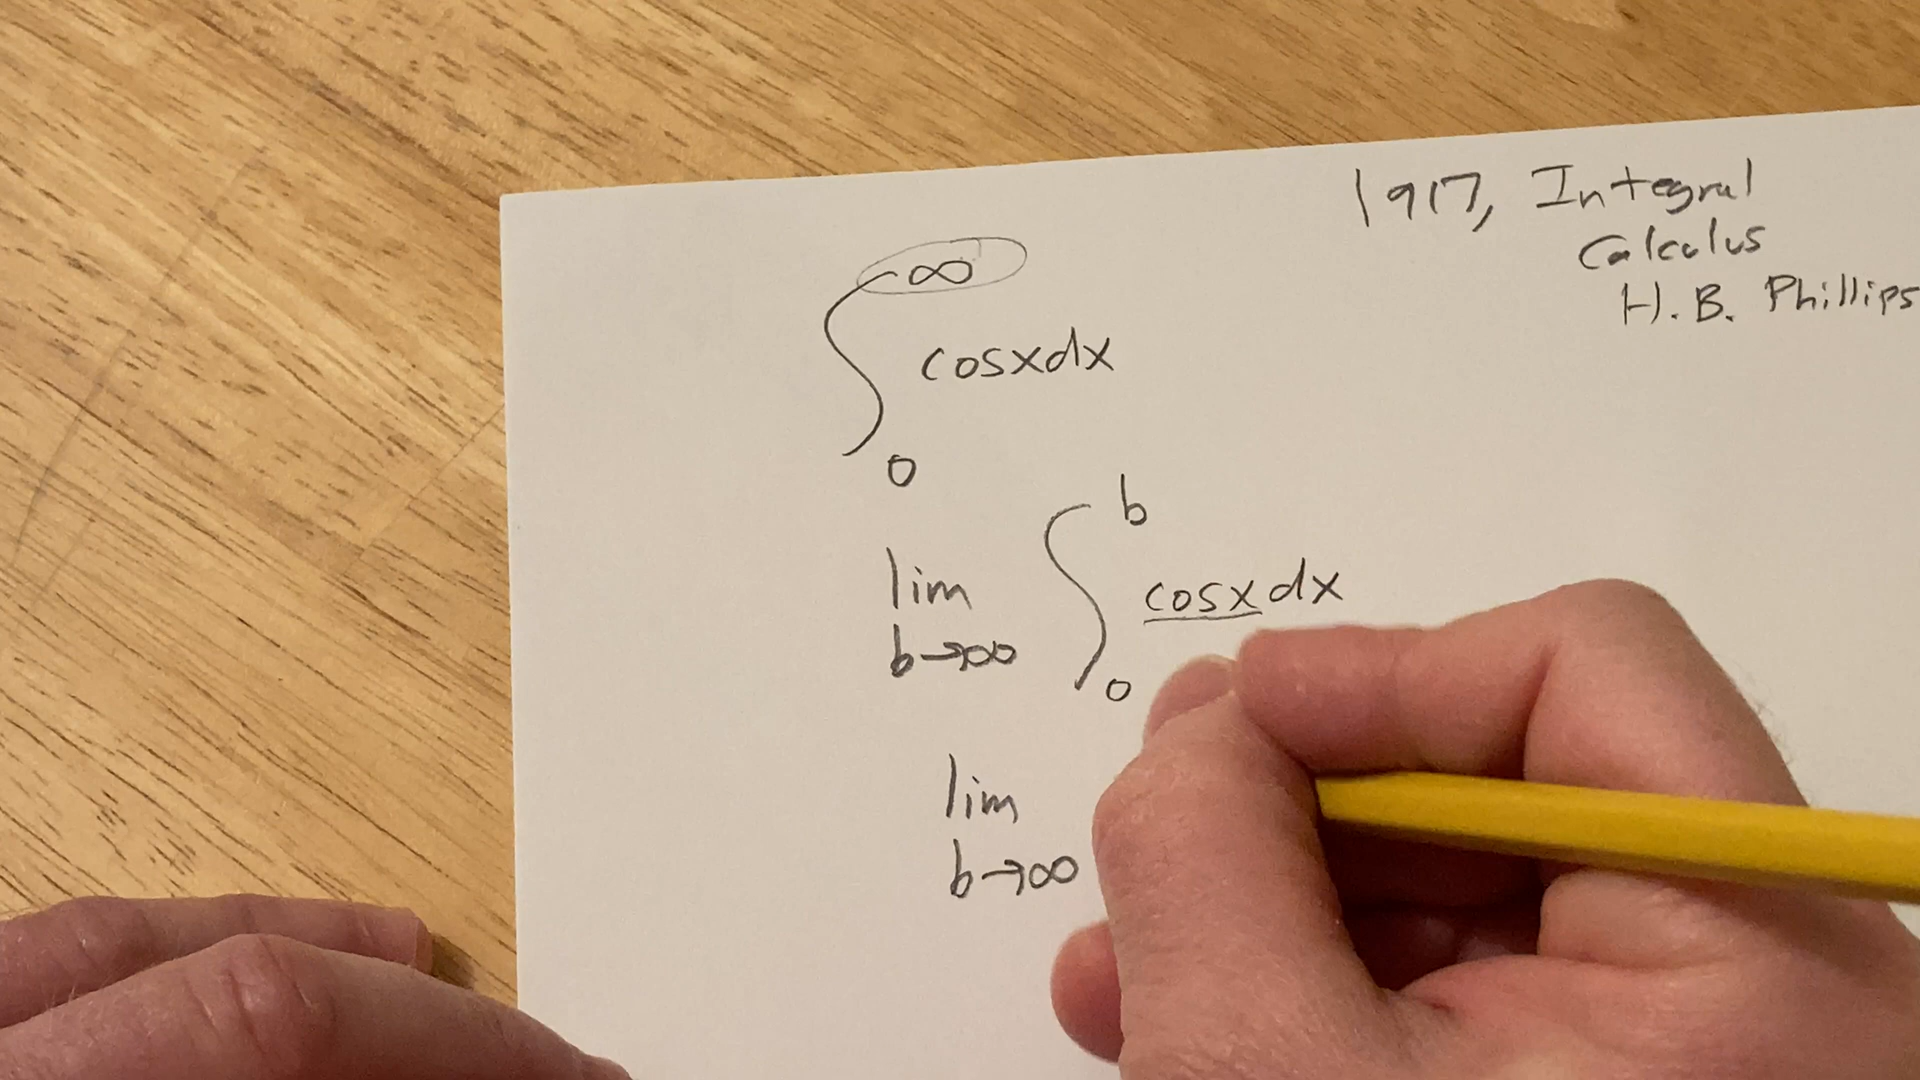 1917, Integral
Calculus
H. B. Phillips
∞
∫ cosxdx
0
b
lim ∫ cosxdx
b→∞ 0
lim
b→∞